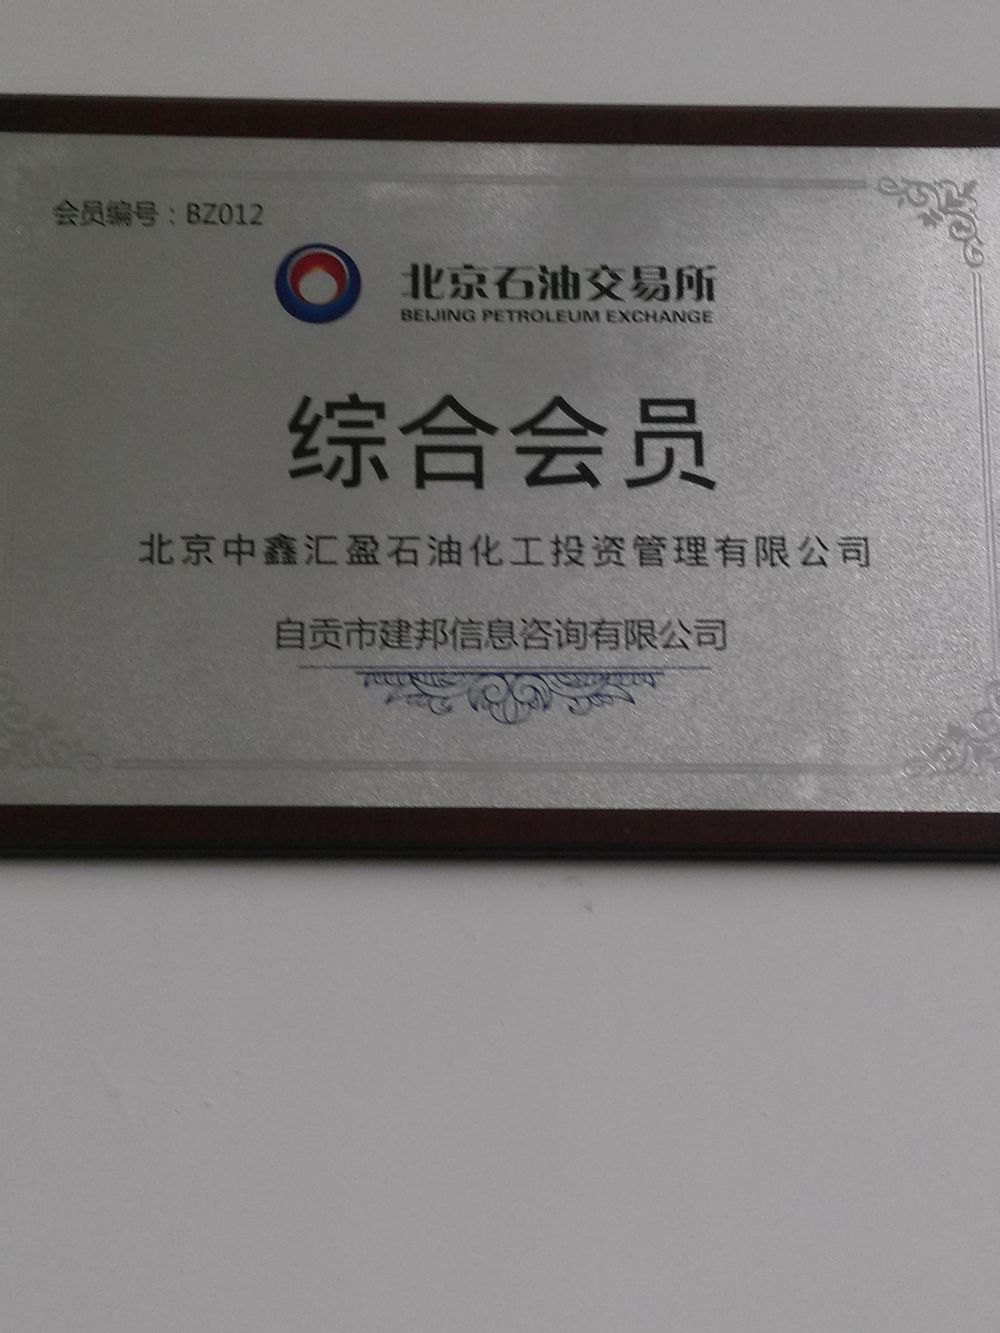 会员编号：BZ012
北京石油交易所
BEIJING PETROLEUM EXCHANGE
综合会员
北京中鑫汇盈石油化工投资管理有限公司
自贡市建邦信息咨询有限公司